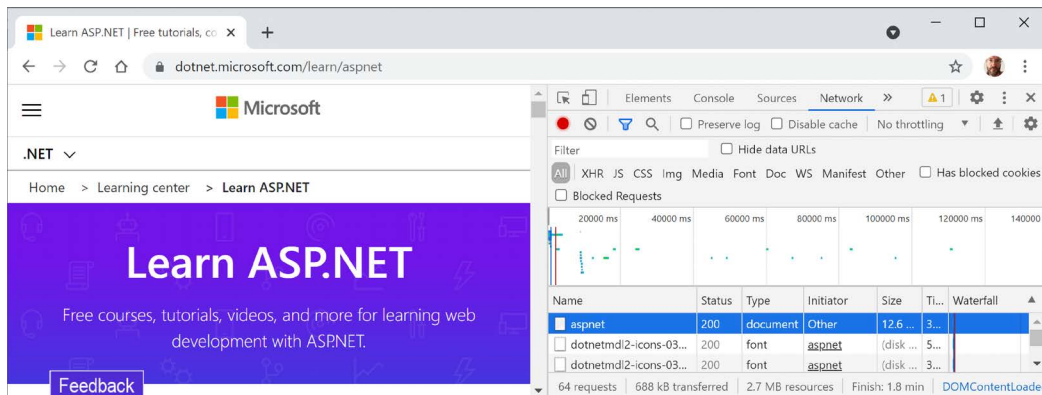 Learn ASP.NET | Free tutorials, co
dotnet.microsoft.com/learn/aspnet
Microsoft
.NET
Home > Learning center > Learn ASP.NET
Learn ASP.NET
Free courses, tutorials, videos, and more for learning web
development with ASP.NET.
Feedback
Elements Console Sources Network » 1
Preserve log Disable cache No throttling
Filter Hide data URLs
All XHR JS CSS Img Media Font Doc WS Manifest Other Has blocked cookies
Blocked Requests
20000 ms 40000 ms 60000 ms 80000 ms 100000 ms 120000 ms 140000
Name Status Type Initiator Size Ti... Waterfall
aspnet 200 document Other 12.6 ... 3...
dotnetmdl2-icons-03... 200 font aspnet (disk ... 5...
dotnetmdl2-icons-03... 200 font aspnet (disk ... 3...
64 requests 688 kB transferred 2.7 MB resources Finish: 1.8 min DOMContentLoade